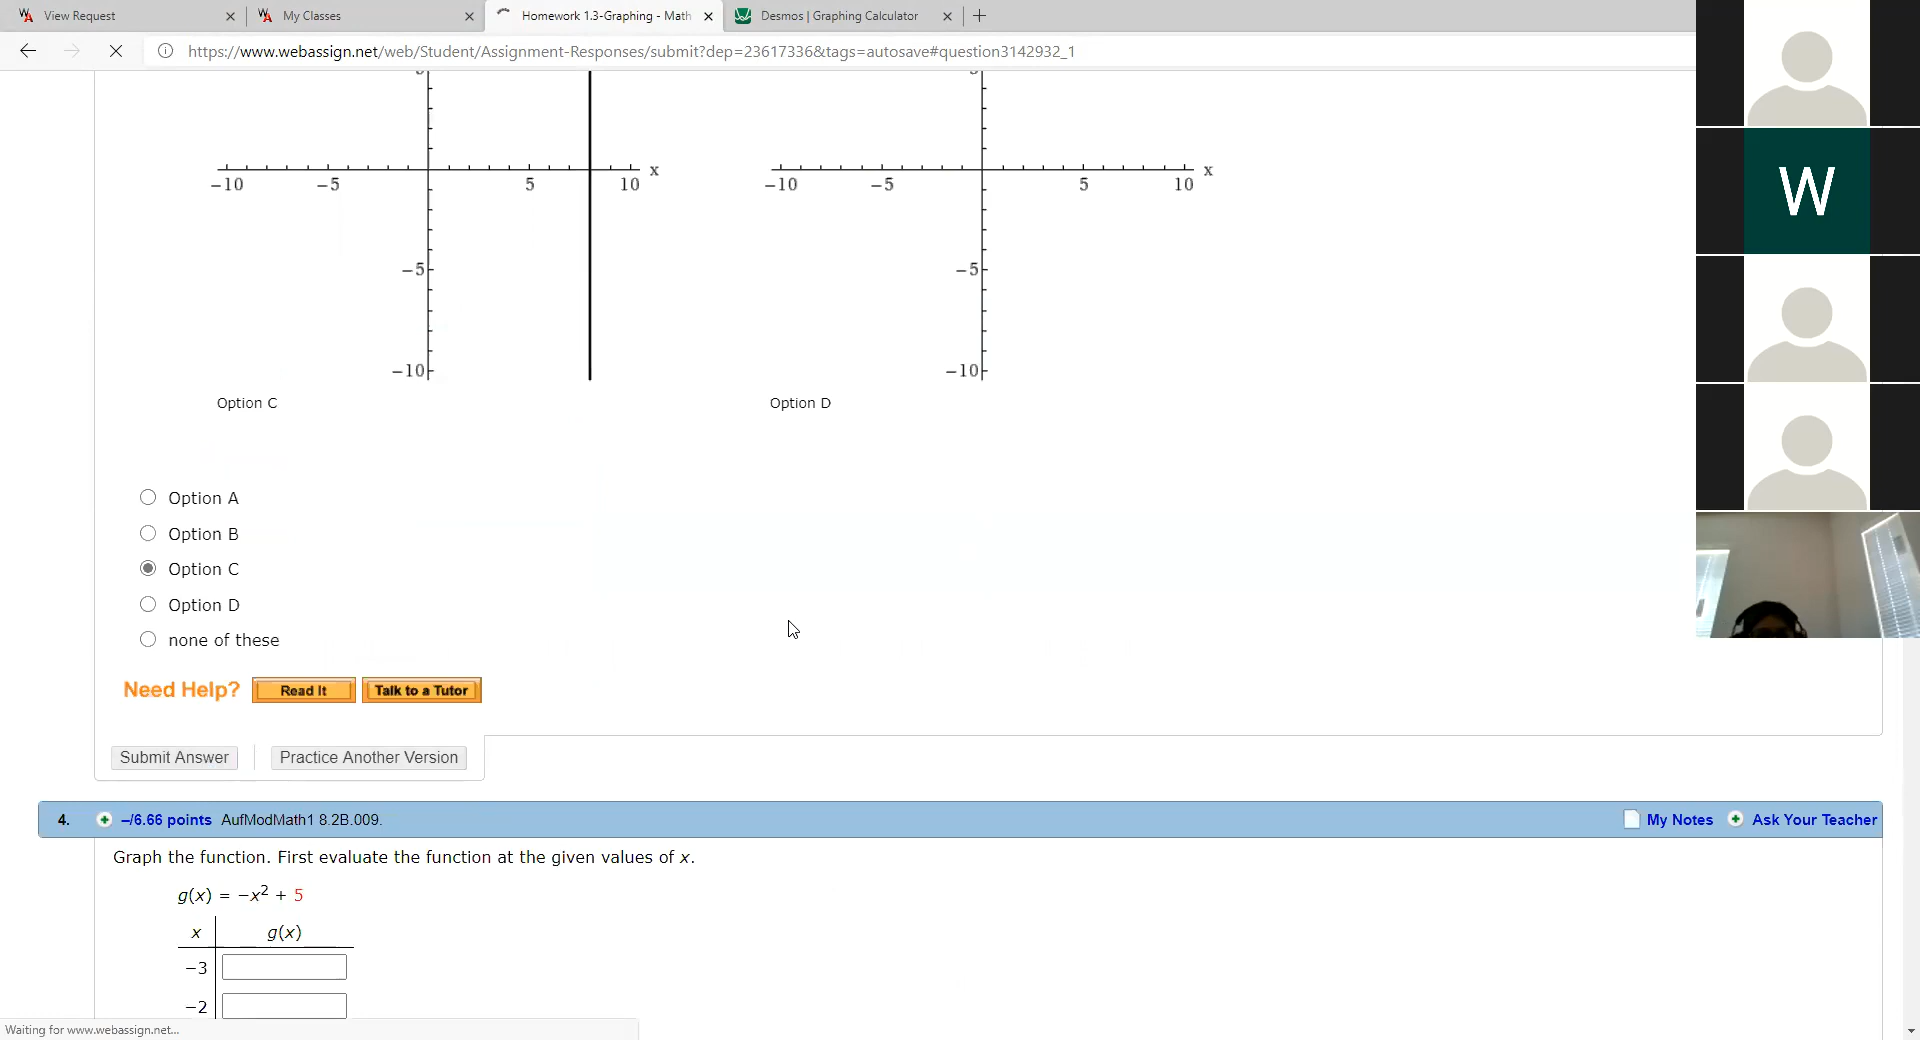 View Request
My Classes
Homework 1.3-Graphing - Math
Desmos | Graphing Calculator
https://www.webassign.net/web/Student/Assignment-Responses/submit?dep=23617336&tags=autosave#question3142932_1
−10 −5 5 10 x
−10 −5 5 10 x
−5 −5
−10 −10
Option C Option D
W
Option A
Option B
Option C
Option D
none of these
Need Help? Read It Talk to a Tutor
Submit Answer Practice Another Version
4. –/6.66 points AufModMath1 8.2B.009. My Notes Ask Your Teacher
Graph the function. First evaluate the function at the given values of x.
g(x) = −x² + 5
x g(x)
−3
−2
Waiting for www.webassign.net...